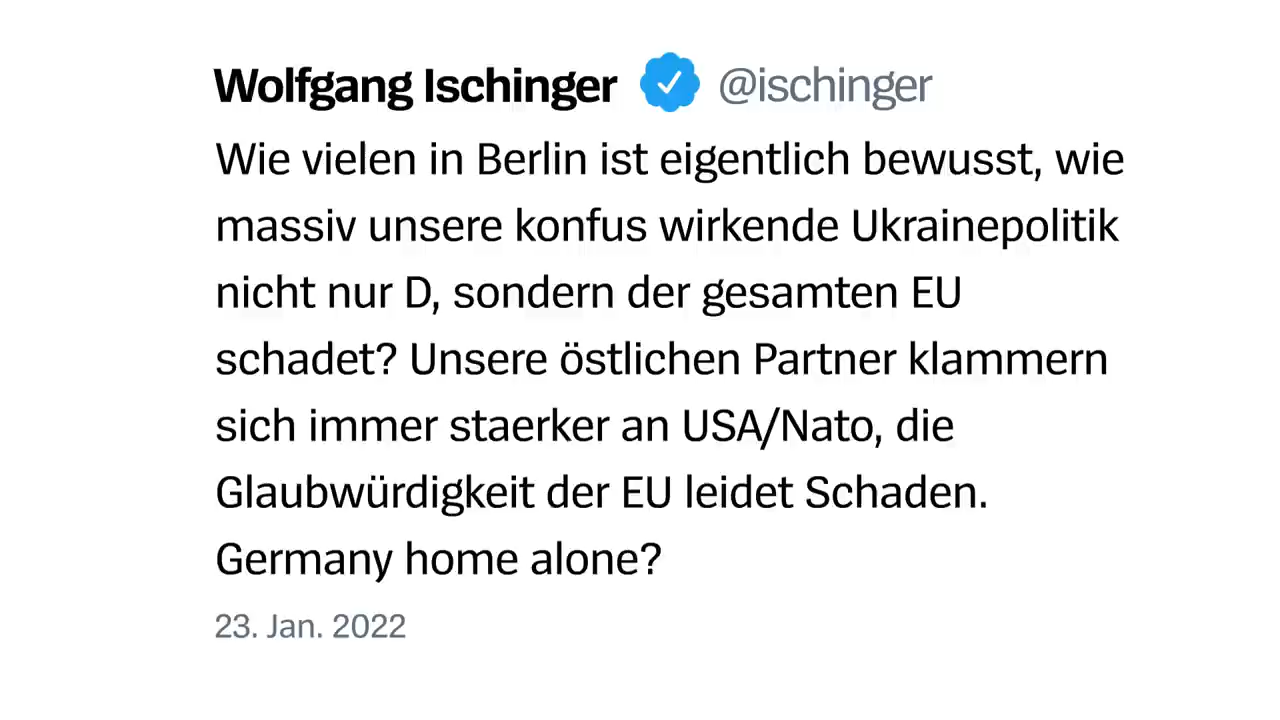 Wolfgang Ischinger @ischinger
Wie vielen in Berlin ist eigentlich bewusst, wie
massiv unsere konfus wirkende Ukrainepolitik
nicht nur D, sondern der gesamten EU
schadet? Unsere östlichen Partner klammern
sich immer staerker an USA/Nato, die
Glaubwürdigkeit der EU leidet Schaden.
Germany home alone?
23. Jan. 2022